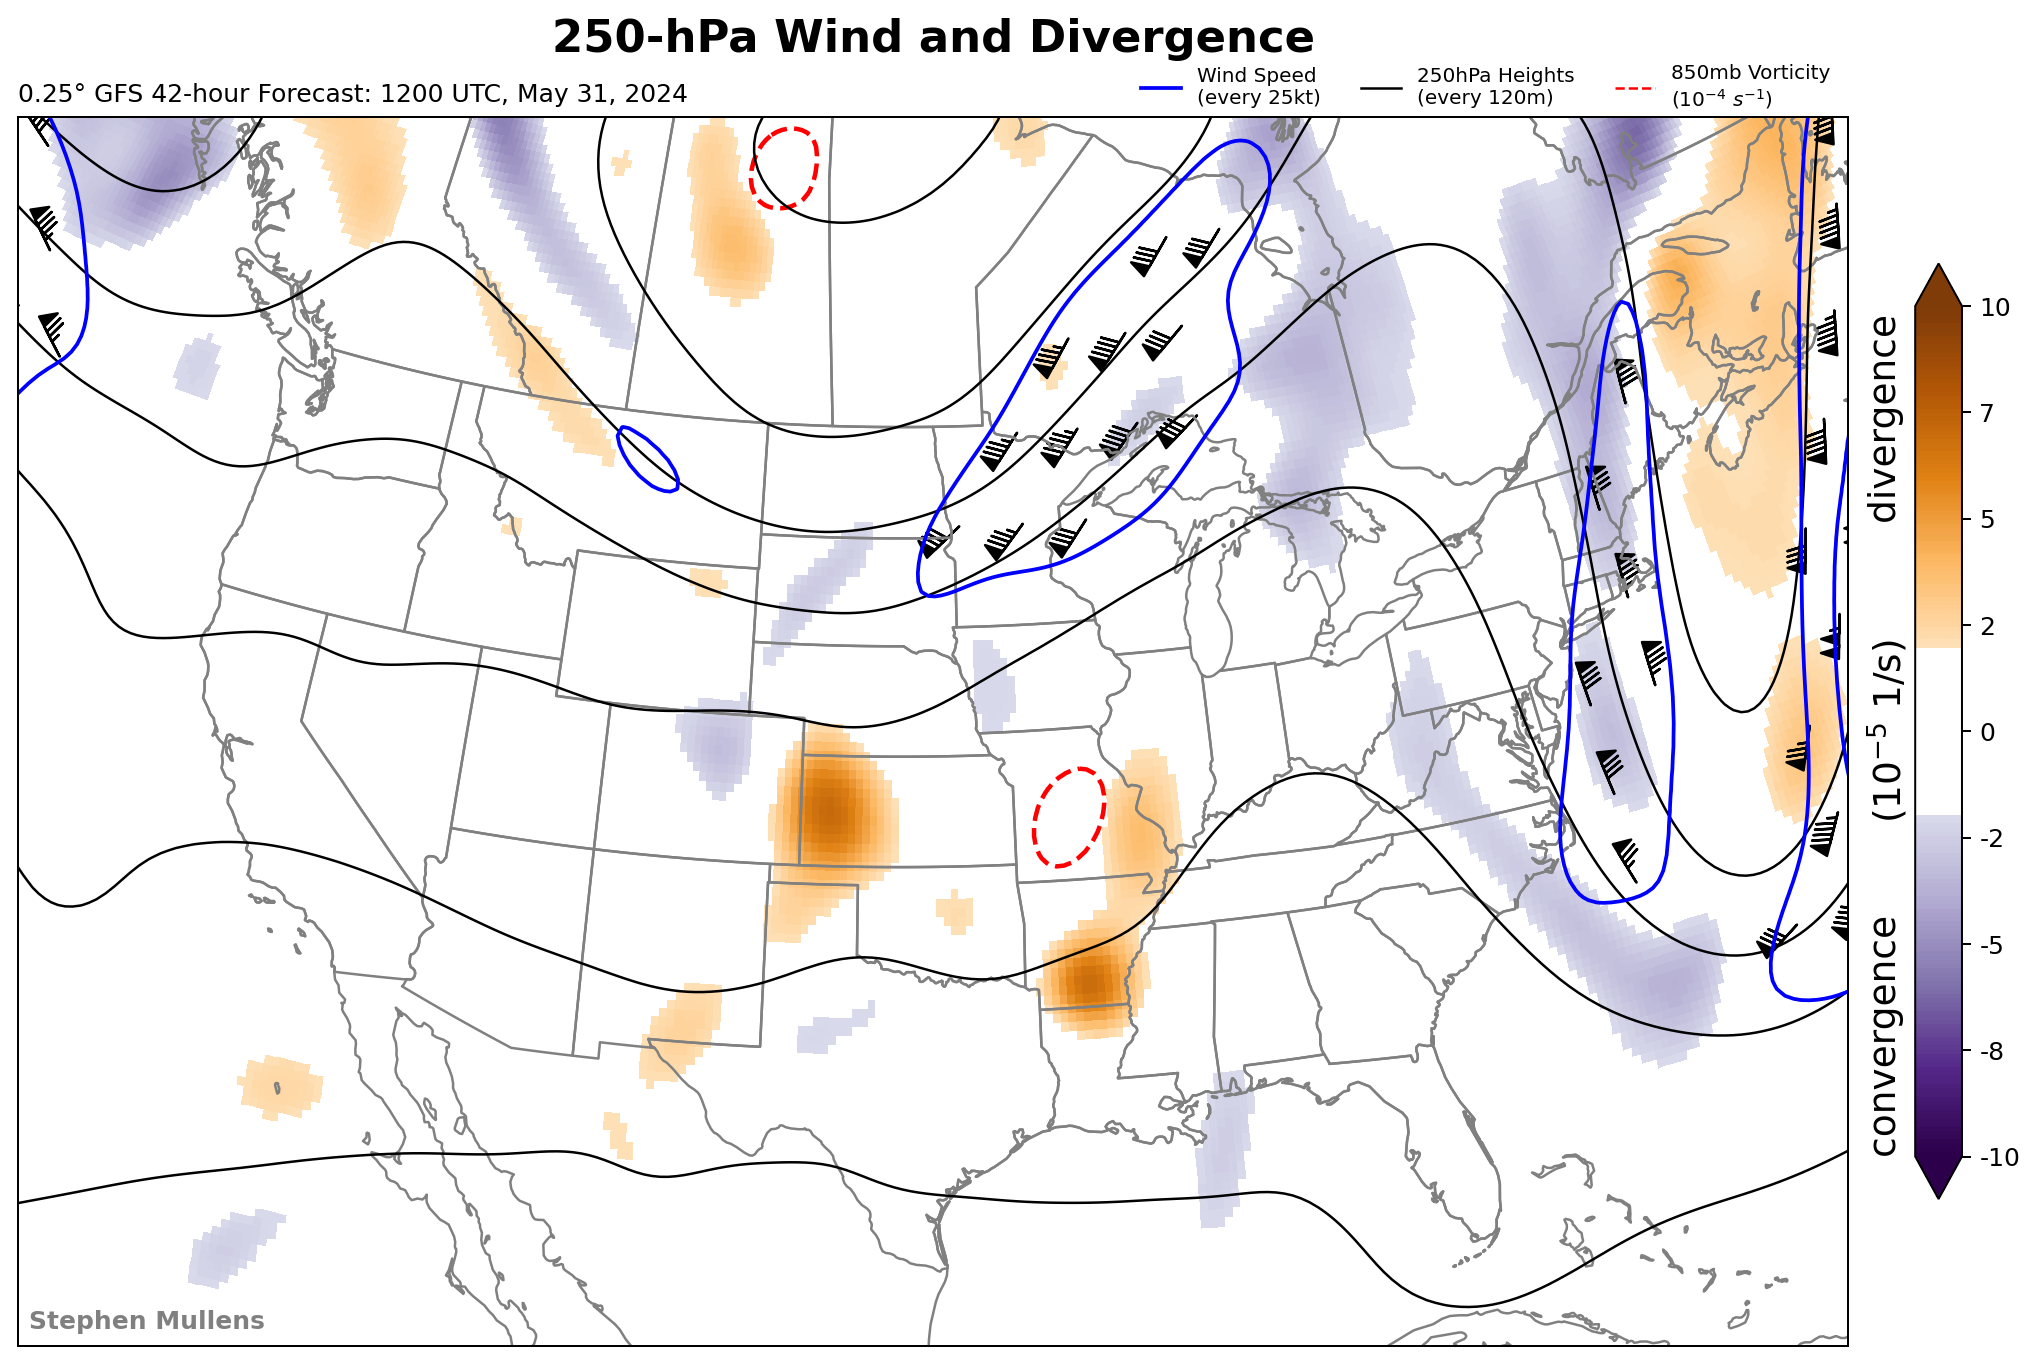 250-hPa Wind and Divergence
0.25° GFS 42-hour Forecast: 1200 UTC, May 31, 2024
Wind Speed
(every 25kt)
250hPa Heights
(every 120m)
850mb Vorticity
(10⁻⁴ s⁻¹)
10
7
5
2
0
-2
-5
-8
-10
convergence (10⁻⁵ 1/s) divergence
Stephen Mullens